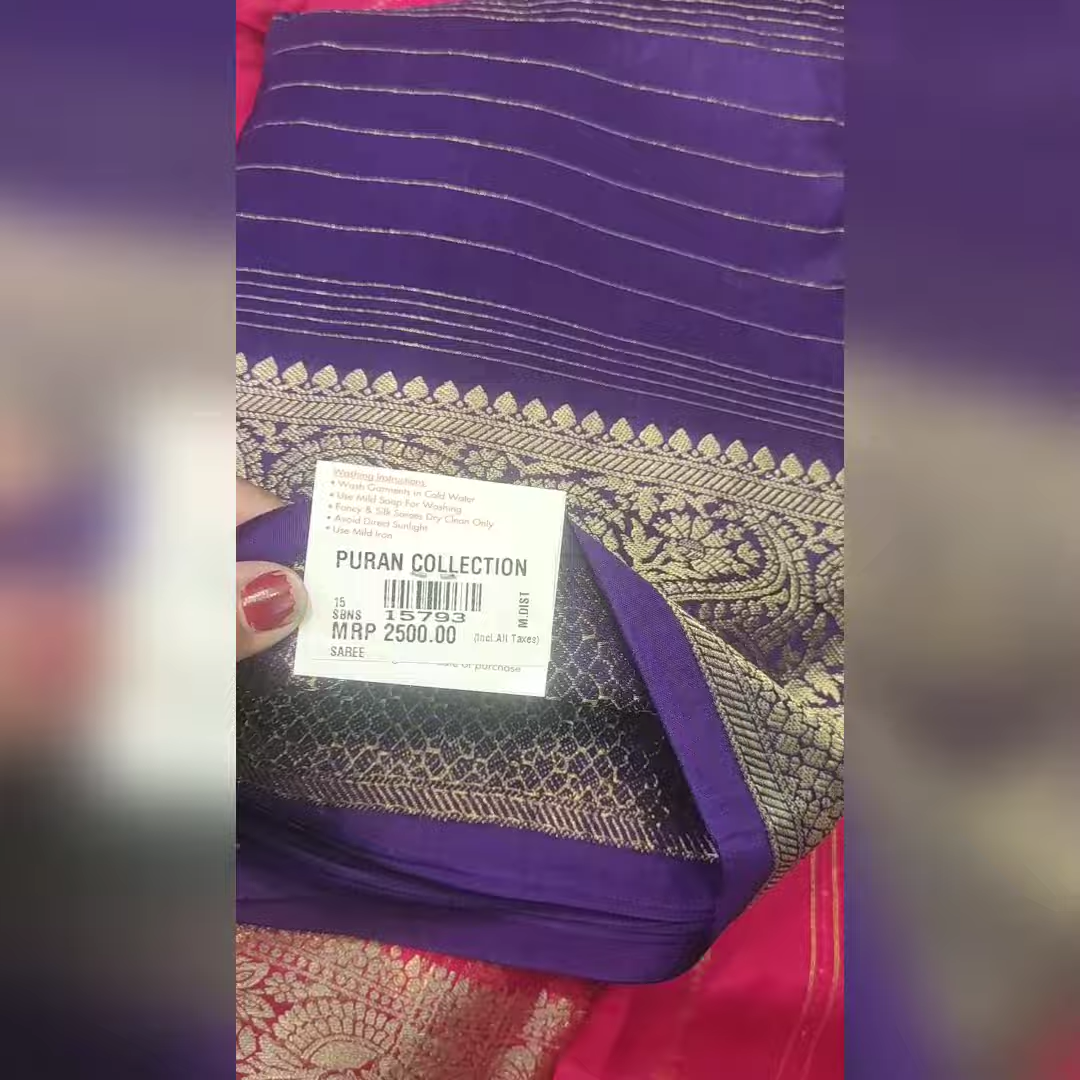 Washing Instructions:
• Wash Garments in Cold Water
• Use Mild Soap For Washing
• Fancy & Silk Sarees Dry Clean Only
• Avoid Direct Sunlight
• Use Mild Iron
PURAN COLLECTION
15
SBNS 15793
M.DIST
MRP 2500.00 (Incl.All Taxes)
SAREE
of purchase